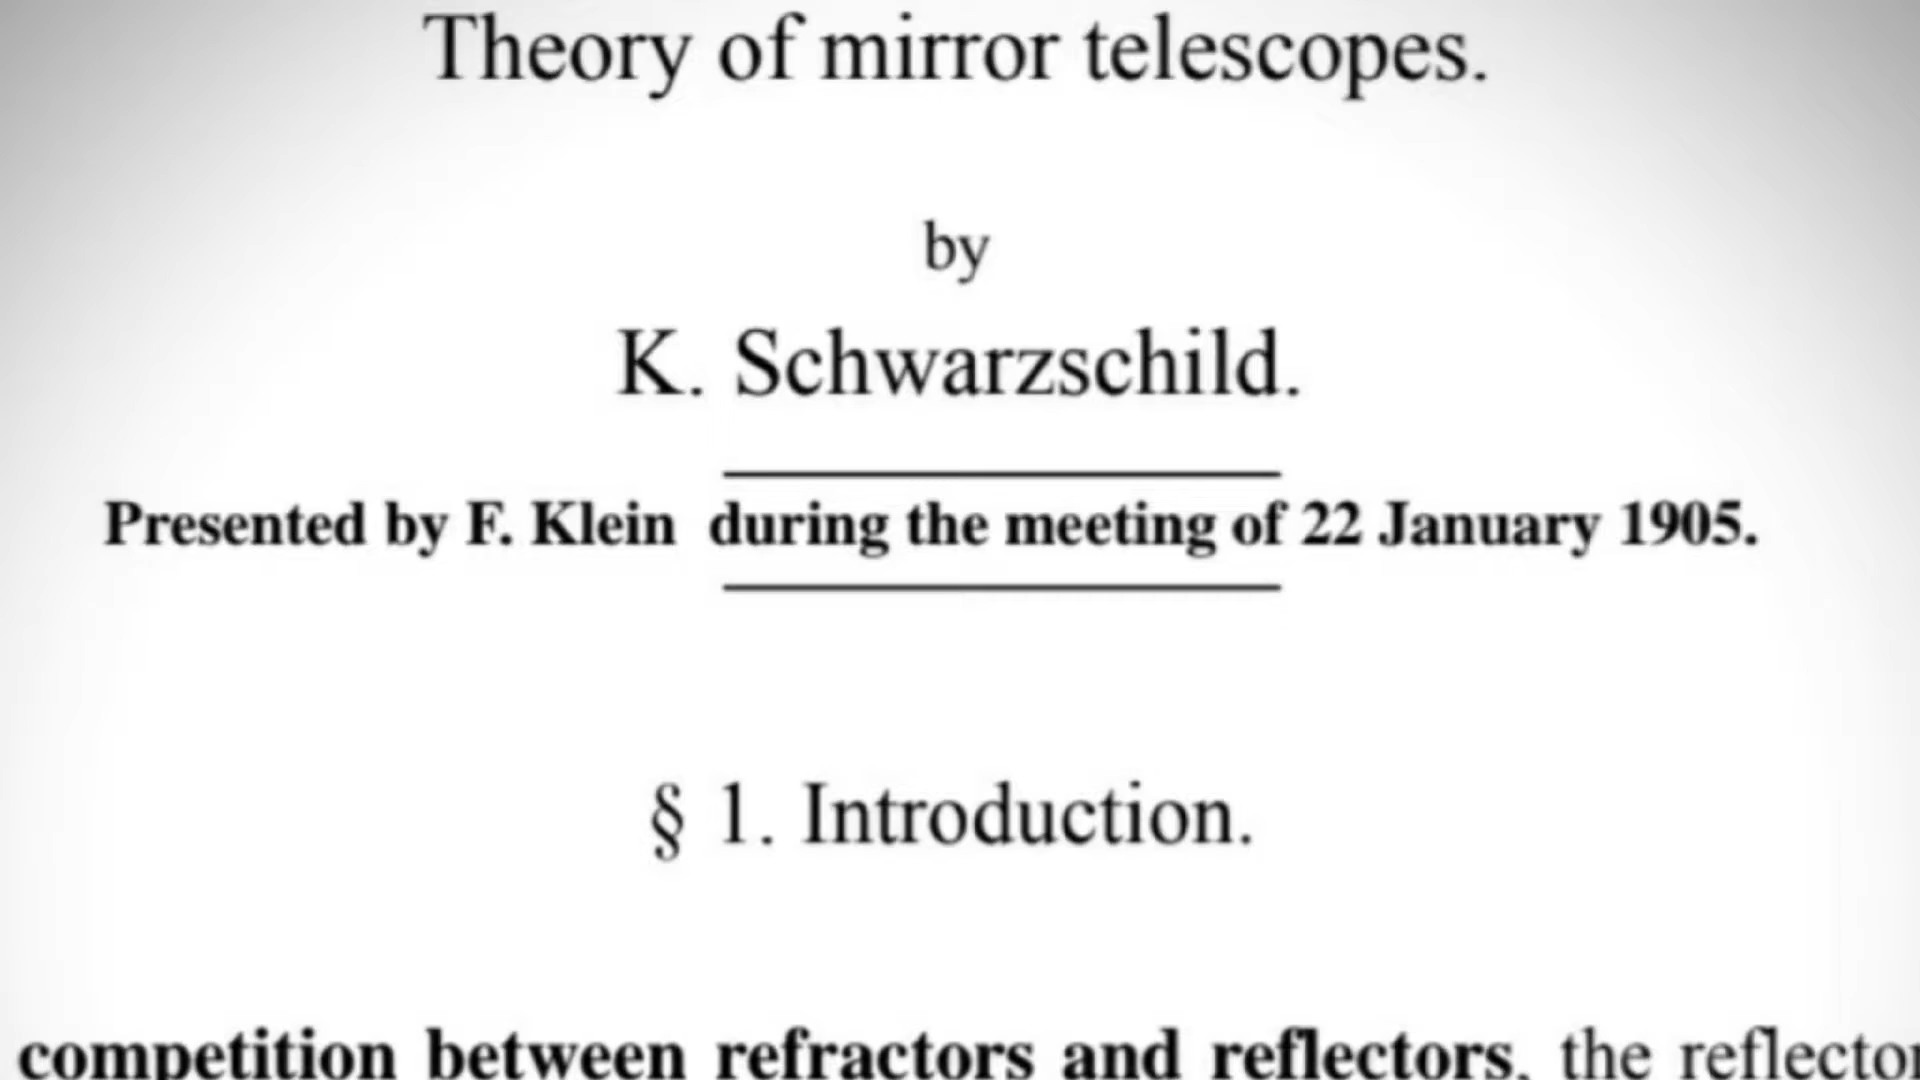 Theory of mirror telescopes.
by
K. Schwarzschild.
Presented by F. Klein during the meeting of 22 January 1905.
§ 1. Introduction.
competition between refractors and reflectors, the reflector